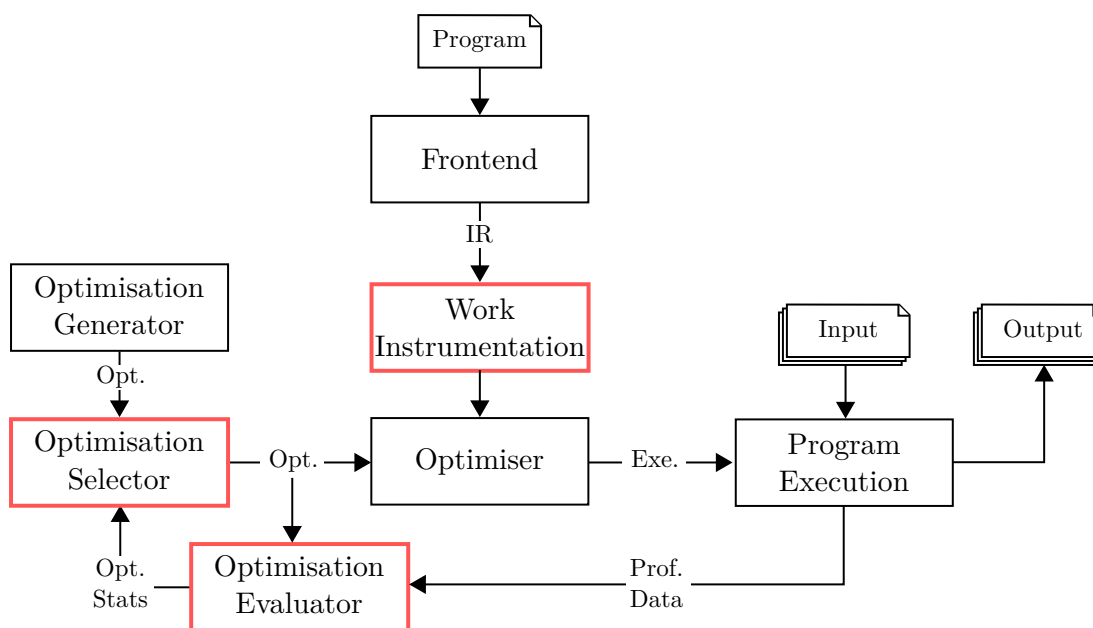 Program
Frontend
IR
Optimisation
Generator
Work
Instrumentation
Input
Output
Opt.
Optimisation
Selector
Opt.
Optimiser
Exe.
Program
Execution
Opt.
Stats
Optimisation
Evaluator
Prof.
Data